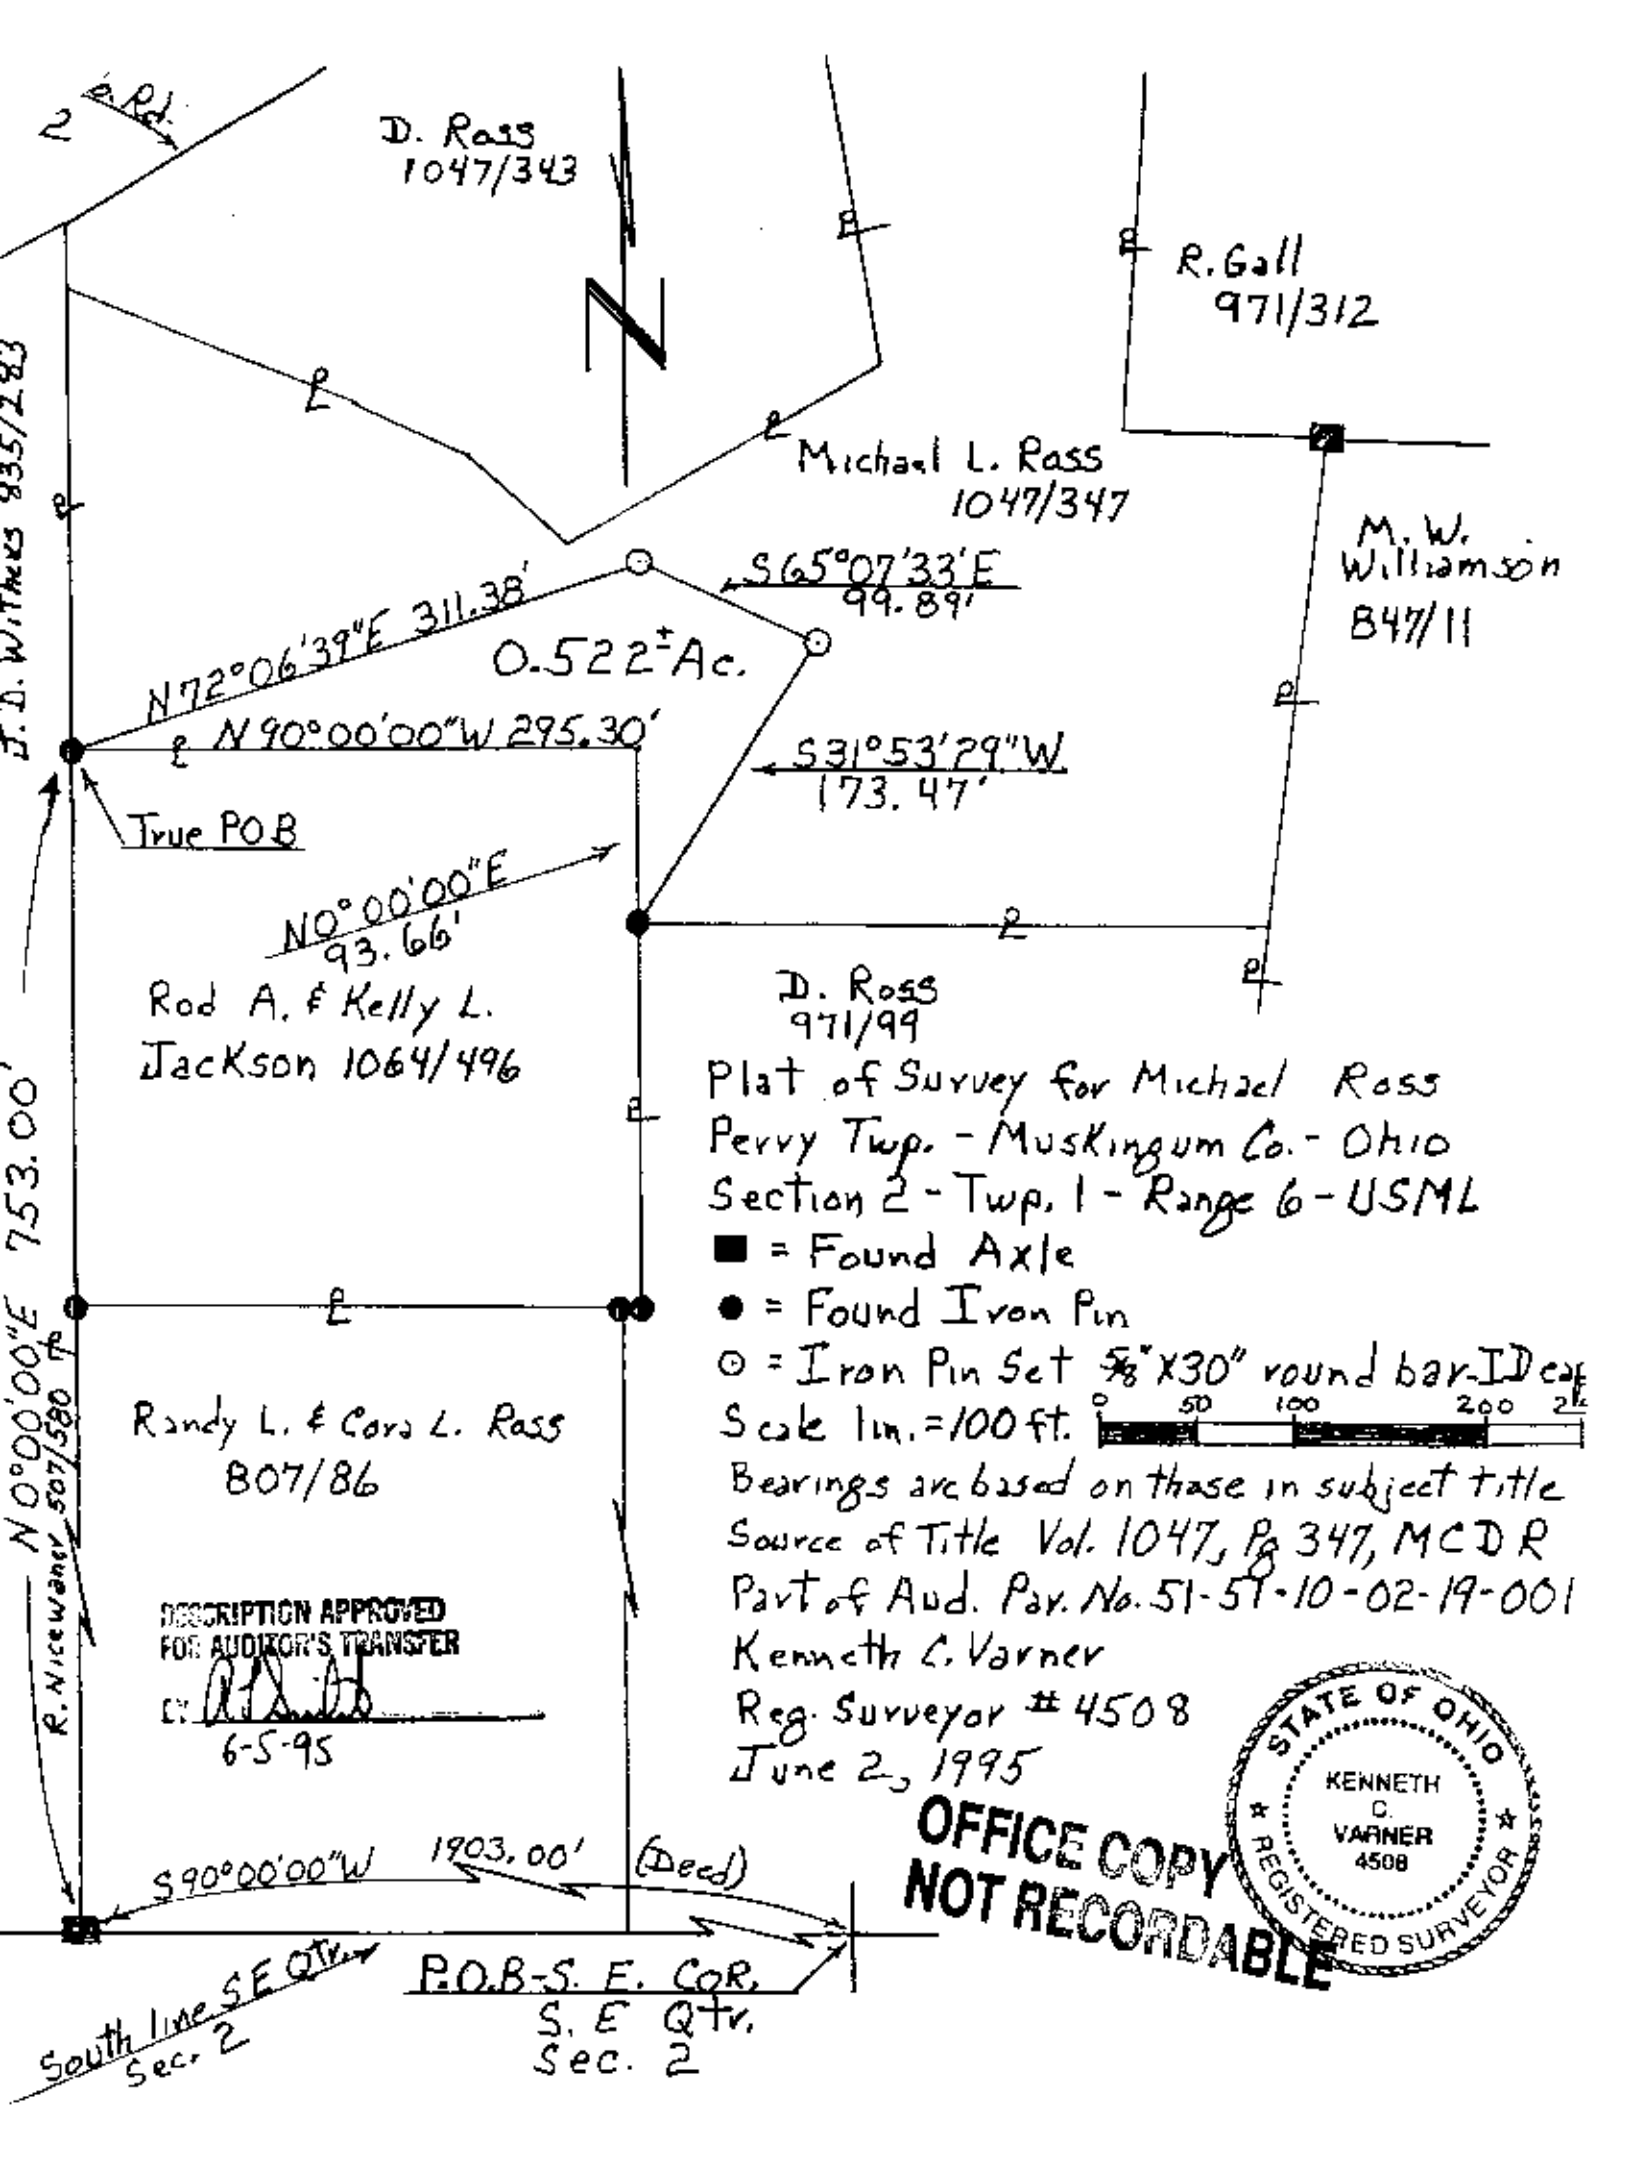 2
Rd.
D. Ross
1047/343
R. Gall
971/312
J.D. Withers 835/283
Michael L. Ross
1047/347
M. W.
Williamson
847/11
S65°07'33'E
99.89'
N72°06'39"E 311.38'
0.522±Ac.
N90°00'00"W 295.30'
S31°53'29"W
173.47'
True POB
N0°00'00"E
93.66'
Rod A. & Kelly L.
Jackson 1064/496
D. Ross
971/99
N0°00'00"E 753.00'
Plat of Survey for Michael Ross
Perry Twp. - Muskingum Co. - Ohio
Section 2 - Twp. 1 - Range 6 - USML
= Found Axle
= Found Iron Pin
= Iron Pin Set 5/8"X30" round bar-ID cap
Scale 1in.=100ft.
0 50 100 200
Randy L. & Cora L. Ross
807/86
R. Nicewaner 507/580
Bearings are based on those in subject title
Source of Title Vol. 1047, Pg 347, MCDR
Part of Aud. Par. No. 51-51-10-02-19-001
Kenneth C. Varner
Reg. Surveyor # 4508
June 2, 1995
DESCRIPTION APPROVED
FOR AUDITOR'S TRANSFER
BY
6-5-95
STATE OF OHIO
KENNETH
C.
VARNER
4508
REGISTERED SURVEYOR
OFFICE COPY
NOT RECORDABLE
S90°00'00"W 1903.00' (Deed)
P.O.B-S. E. COR.
S. E Qtr.
Sec. 2
South line SE Qtr.
Sec. 2